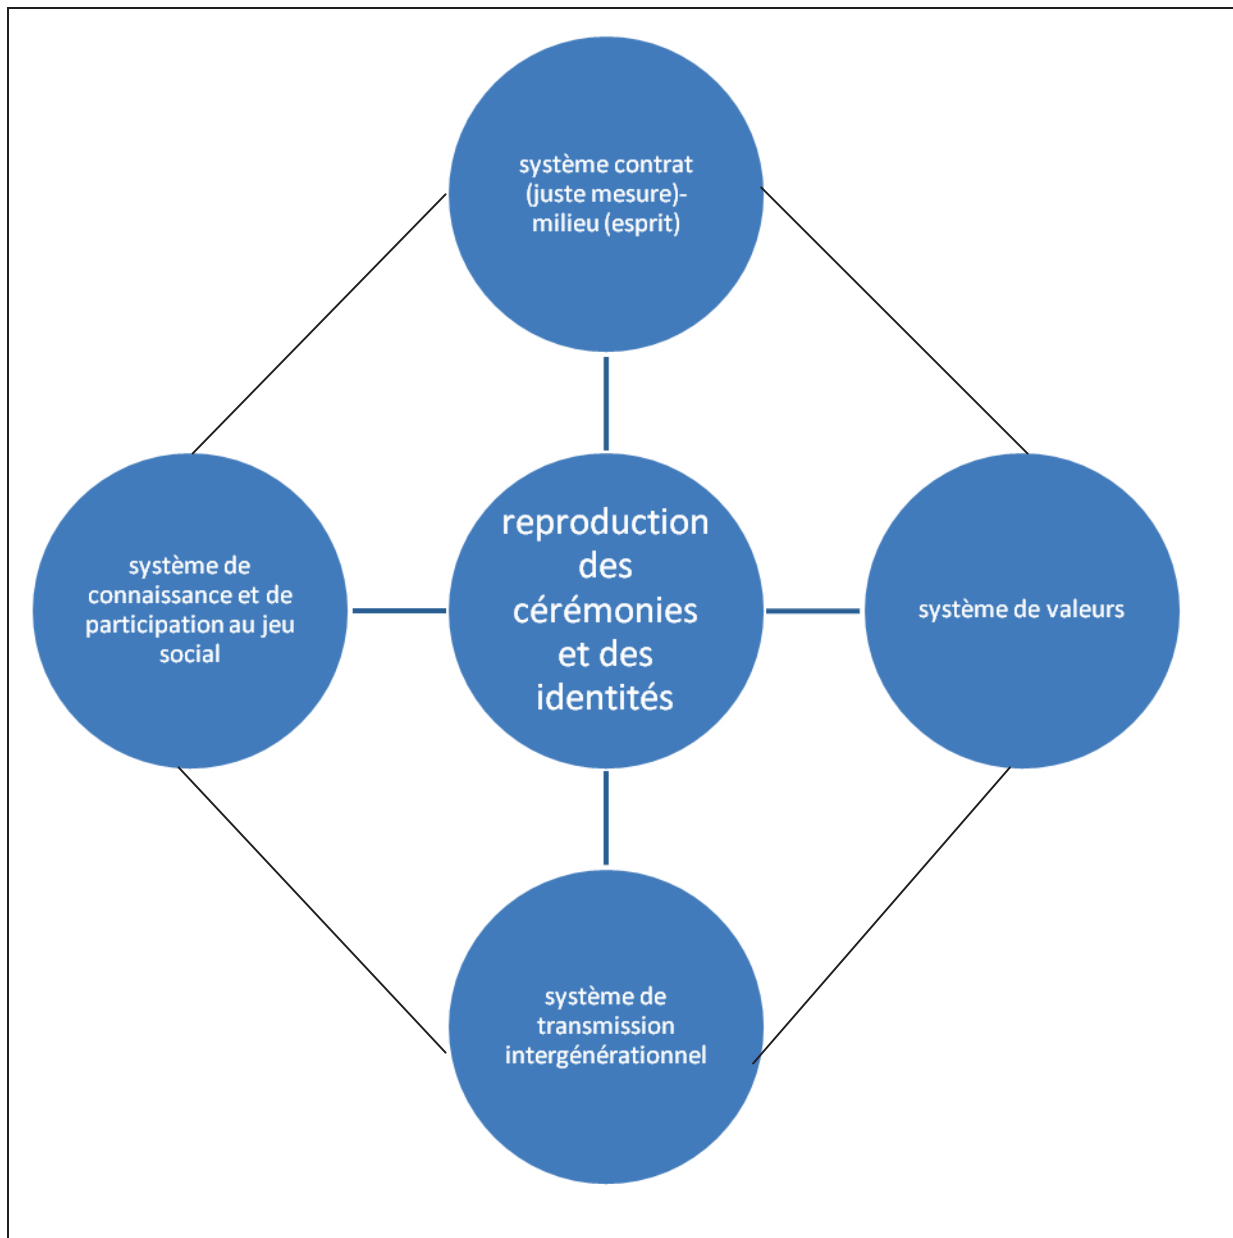 système contrat
(juste mesure)-
milieu (esprit)
système de
connaissance et de
participation au jeu
social
reproduction
des
cérémonies
et des
identités
système de valeurs
système de
transmission
intergénérationnel